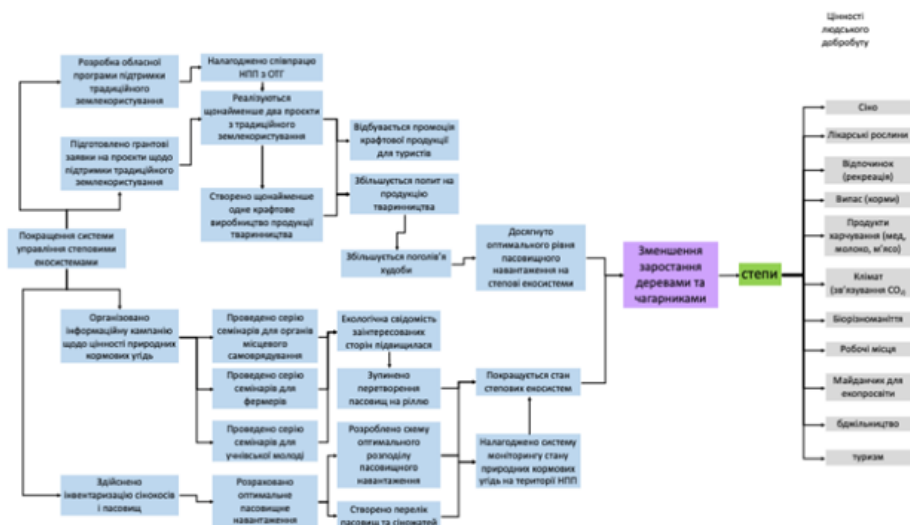 Цінності
людського
добробуту
Розробка обласної
програми підтримки
традиційного
землекористування
Налагоджено співпрацю
НПП з ОТГ
Реалізуються
щонайменше два проєкти
з традиційного
землекористування
Підготовлено грантові
заявки на проєкти щодо
підтримки традиційного
землекористування
Відбувається промоція
крафтової продукції
для туристів
Створено щонайменше
одне крафтове
виробництво продукції
тваринництва
Збільшується попит на
продукцію
тваринництва
Збільшується поголів'я
худоби
Досягнуто
оптимального рівня
пасовищного
навантаження на
степові екосистеми
Покращення системи
управління степовими
екосистемами
Зменшення
заростання
деревами та
чагарниками
степи
Організовано
інформаційну кампанію
щодо цінності природних
кормових угідь
Проведено серію
семінарів для органів
місцевого
самоврядування
Проведено серію
семінарів для
фермерів
Проведено серію
семінарів для
учнівської молоді
Екологічна свідомість
заінтересованих
сторін підвищилася
Зупинено
перетворення
пасовищ на ріллю
Покращується стан
степових екосистем
Розроблено схему
оптимального
розподілу
пасовищного
навантаження
Налагоджено систему
моніторингу стану
природних кормових
угідь на території НПП
Здійснено
інвентаризацію сінокосів
і пасовищ
Розраховано
оптимальне
пасовищне
навантаження
Створено перелік
пасовищ та сіножатей
Сіно
Лікарські рослини
Відпочинок
(рекреація)
Випас (корми)
Продукти
харчування (мед,
молоко, м'ясо)
Клімат
(зв'язування CO₂)
Біорізноманіття
Робочі місця
Майданчик для
екопросвіти
бджільництво
туризм